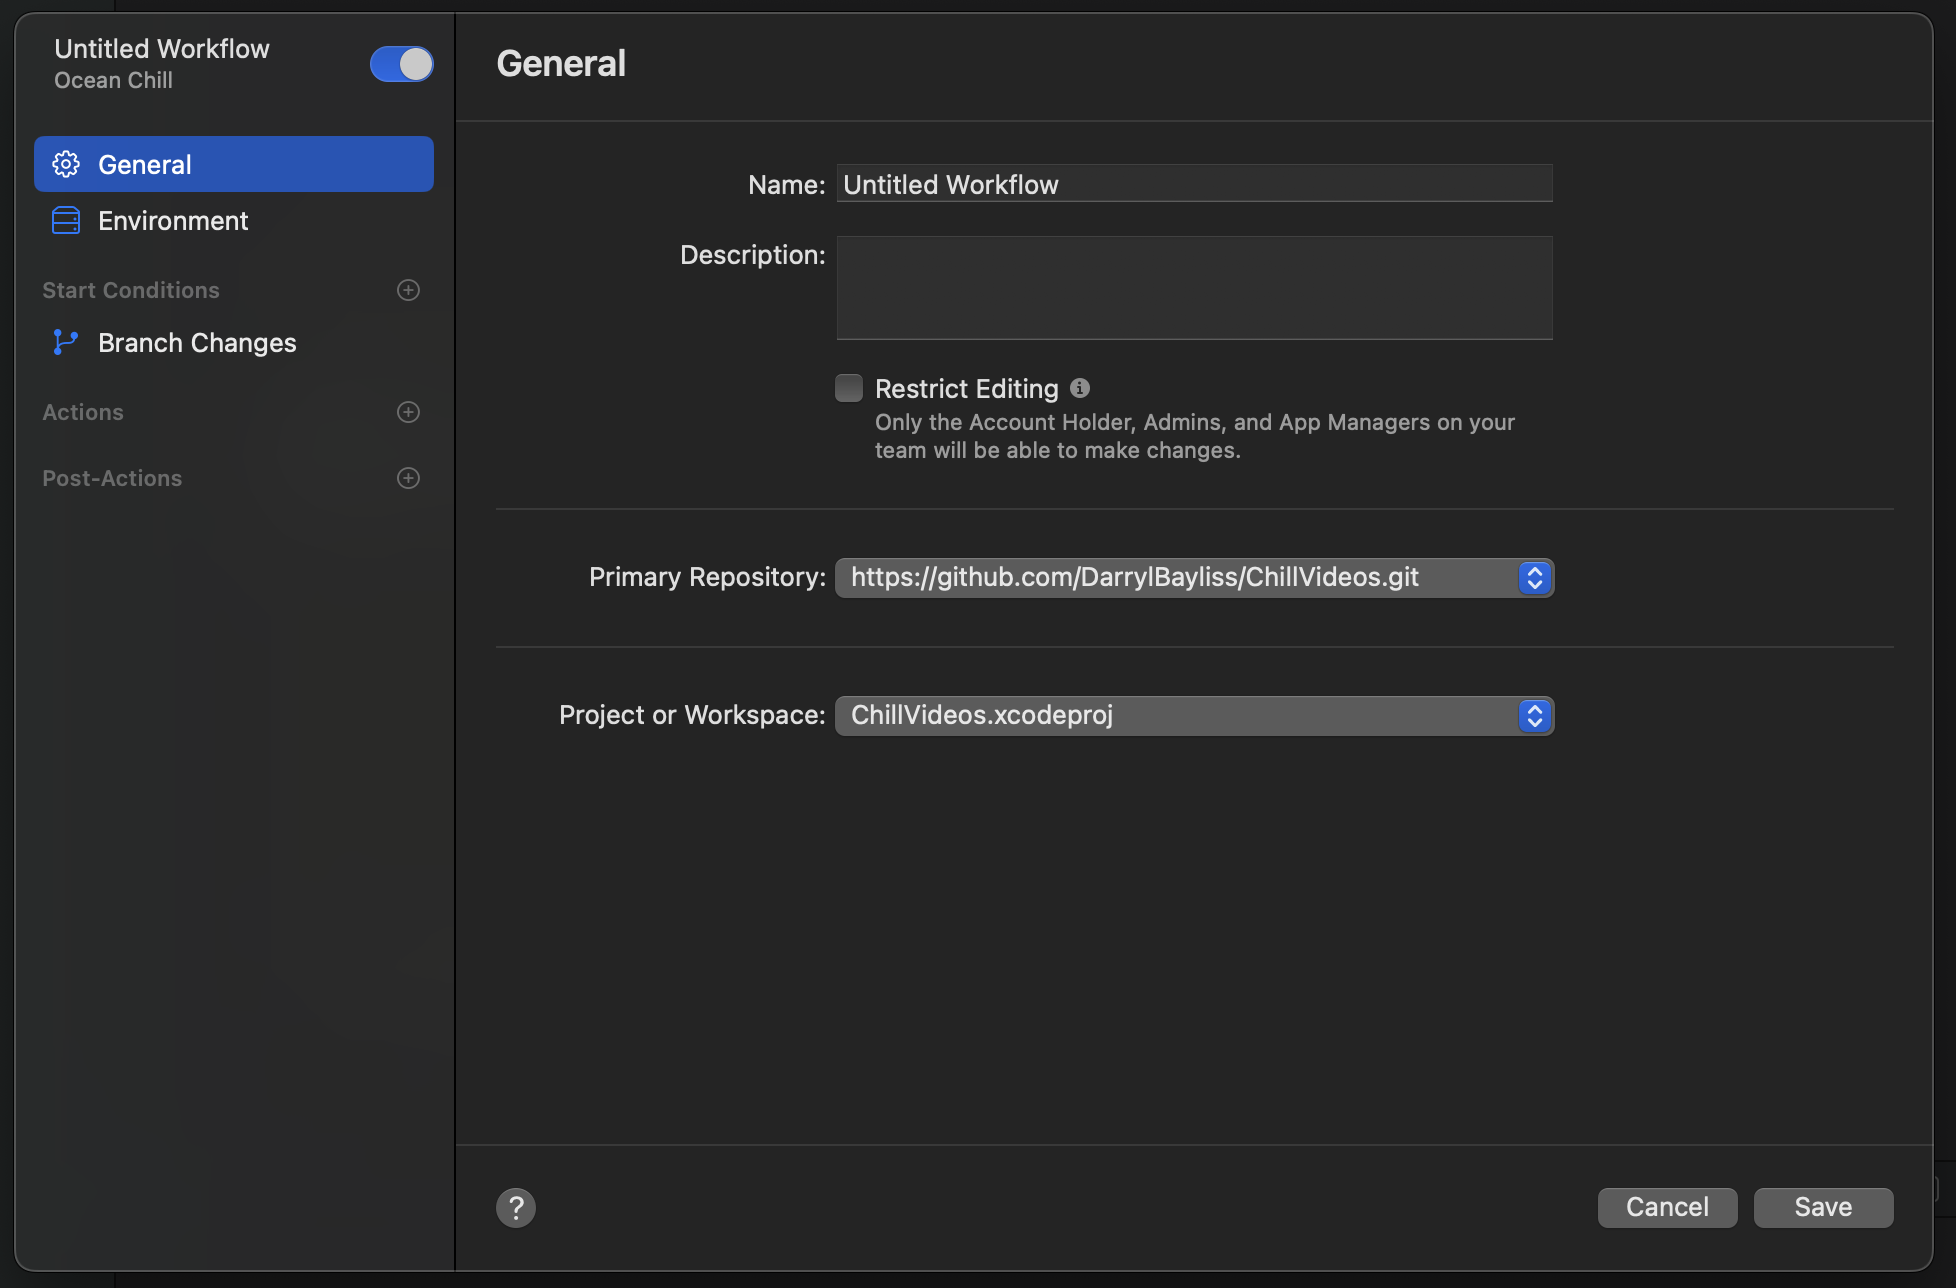 Untitled Workflow
Ocean Chill
General
Environment
Start Conditions
Branch Changes
Actions
Post-Actions
General
Name: Untitled Workflow
Description:
Restrict Editing
Only the Account Holder, Admins, and App Managers on your
team will be able to make changes.
Primary Repository: https://github.com/DarrylBayliss/ChillVideos.git
Project or Workspace: ChillVideos.xcodeproj
?
Cancel
Save